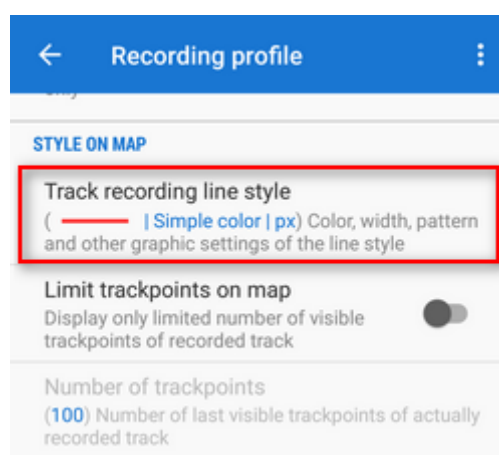 Recording profile
STYLE ON MAP
Track recording line style
( | Simple color | px) Color, width, pattern
and other graphic settings of the line style
Limit trackpoints on map
Display only limited number of visible
trackpoints of recorded track
Number of trackpoints
(100) Number of last visible trackpoints of actually
recorded track